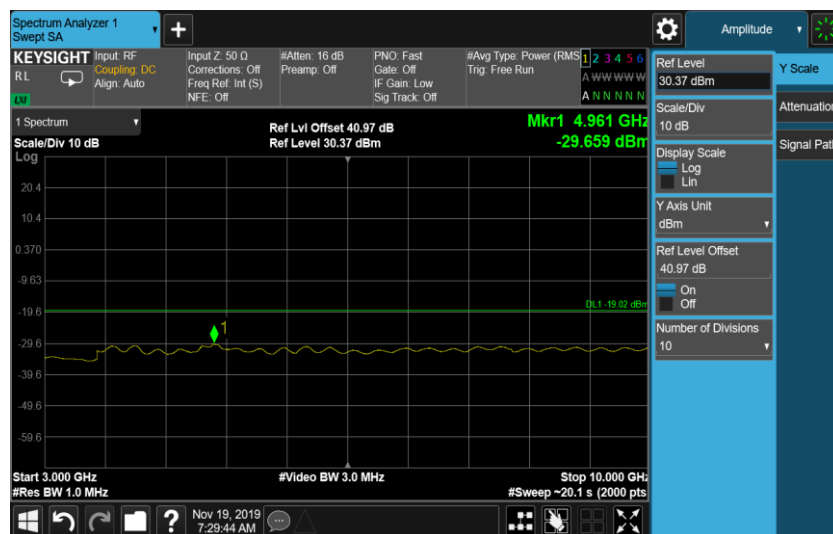 Spectrum Analyzer 1
Swept SA
+
Amplitude
KEYSIGHT
RL
LXI
Input: RF
Coupling: DC
Align: Auto
Input Z: 50 Ω
Corrections: Off
Freq Ref: Int (S)
NFE: Off
#Atten: 16 dB
Preamp: Off
PNO: Fast
Gate: Off
IF Gain: Low
Sig Track: Off
#Avg Type: Power (RMS
Trig: Free Run
1 2 3 4 5 6
A W W W W W
A N N N N N
1 Spectrum
Scale/Div 10 dB
Log
Ref Lvl Offset 40.97 dB
Ref Level 30.37 dBm
Mkr1 4.961 GHz
-29.659 dBm
20.4
10.4
0.370
-9.63
-19.6
-29.6
-39.6
-49.6
-59.6
DL1 -19.02 dBm
1
Start 3.000 GHz
#Res BW 1.0 MHz
#Video BW 3.0 MHz
Stop 10.000 GHz
#Sweep ~20.1 s (2000 pts
Ref Level
30.37 dBm
Scale/Div
10 dB
Display Scale
Log
Lin
Y Axis Unit
dBm
Ref Level Offset
40.97 dB
On
Off
Number of Divisions
10
Y Scale
Attenuation
Signal Path
?
Nov 19, 2019
7:29:44 AM